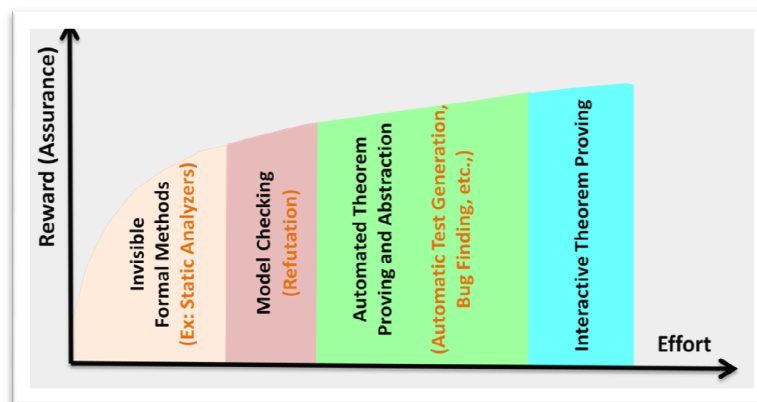 Reward (Assurance)
Invisible
Formal Methods
(Ex: Static Analyzers)
Model Checking
(Refutation)
Automated Theorem
Proving and Abstraction
(Automatic Test Generation,
Bug Finding, etc.,)
Interactive Theorem Proving
Effort